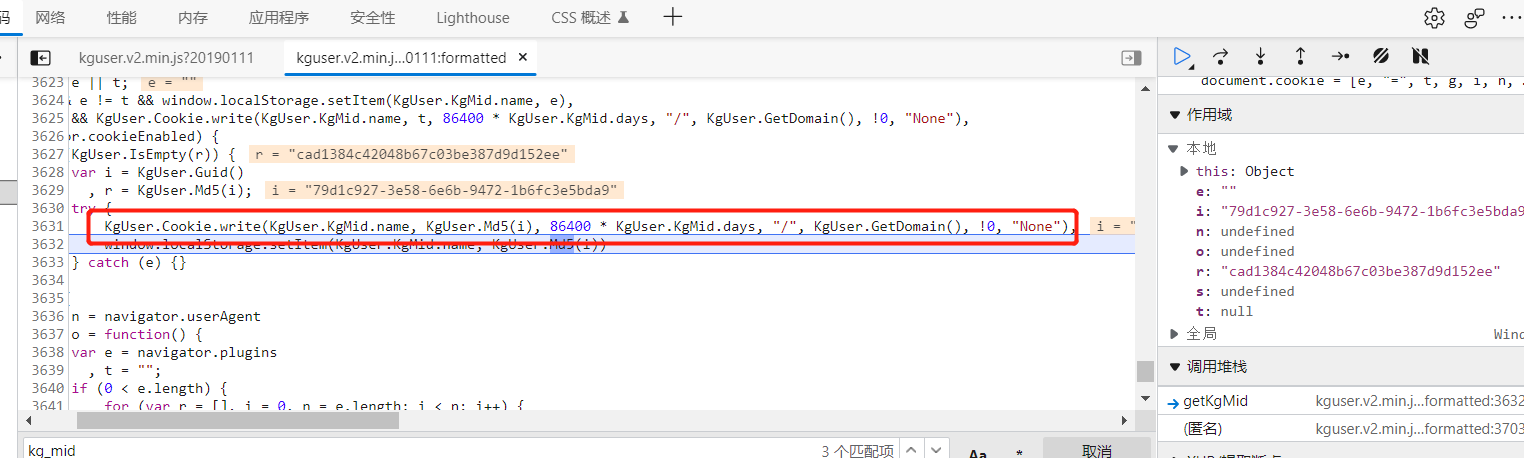 码 网络 性能 内存 应用程序 安全性 Lighthouse CSS 概述
kguser.v2.min.js?20190111 kguser.v2.min.j...0111:formatted ×
3623 e || t; e = ""
3624 e != t && window.localStorage.setItem(KgUser.KgMid.name, e),
3625 && KgUser.Cookie.write(KgUser.KgMid.name, t, 86400 * KgUser.KgMid.days, "/", KgUser.GetDomain(), !0, "None"),
3626 or.cookieEnabled) {
3627 KgUser.IsEmpty(r)) { r = "cad1384c42048b67c03be387d9d152ee"
3628 var i = KgUser.Guid()
3629 , r = KgUser.Md5(i); i = "79d1c927-3e58-6e6b-9472-1b6fc3e5bda9"
3630 try {
3631 KgUser.Cookie.write(KgUser.KgMid.name, KgUser.Md5(i), 86400 * KgUser.KgMid.days, "/", KgUser.GetDomain(), !0, "None"), i = "
3632 window.localStorage.setItem(KgUser.KgMid.name, KgUser.Md5(i))
3633 } catch (e) {}
3634
3635
3636 n = navigator.userAgent
3637 o = function() {
3638 var e = navigator.plugins
3639 , t = "";
3640 if (0 < e.length) {
3641 for (var r = [], i = 0, n = e.length; i < n; i++) {
kg_mid 3 个匹配项 Aa .* 取消
document.cookie = [e, "=", t, g, i, n, .
作用域
本地
this: Object
e: ""
i: "79d1c927-3e58-6e6b-9472-1b6fc3e5bda9
n: undefined
o: undefined
r: "cad1384c42048b67c03be387d9d152ee"
s: undefined
t: null
全局 Wind
调用堆栈
getKgMid kguser.v2.min.j...formatted:3632
(匿名) kguser.v2.min.j...formatted:3703